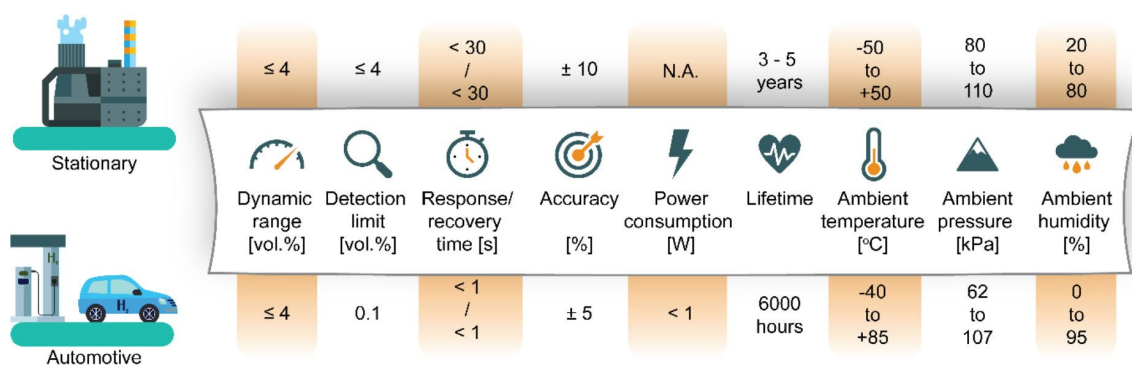 ≤ 4
≤ 4
< 30
/
< 30
± 10
N.A.
3 - 5
years
-50
to
+50
80
to
110
20
to
80
Stationary
Dynamic
range
[vol.%]
Detection
limit
[vol.%]
Response/
recovery
time [s]
Accuracy
[%]
Power
consumption
[W]
Lifetime
Ambient
temperature
[°C]
Ambient
pressure
[kPa]
Ambient
humidity
[%]
H₂
H₂
Automotive
≤ 4
0.1
< 1
/
< 1
± 5
< 1
6000
hours
-40
to
+85
62
to
107
0
to
95